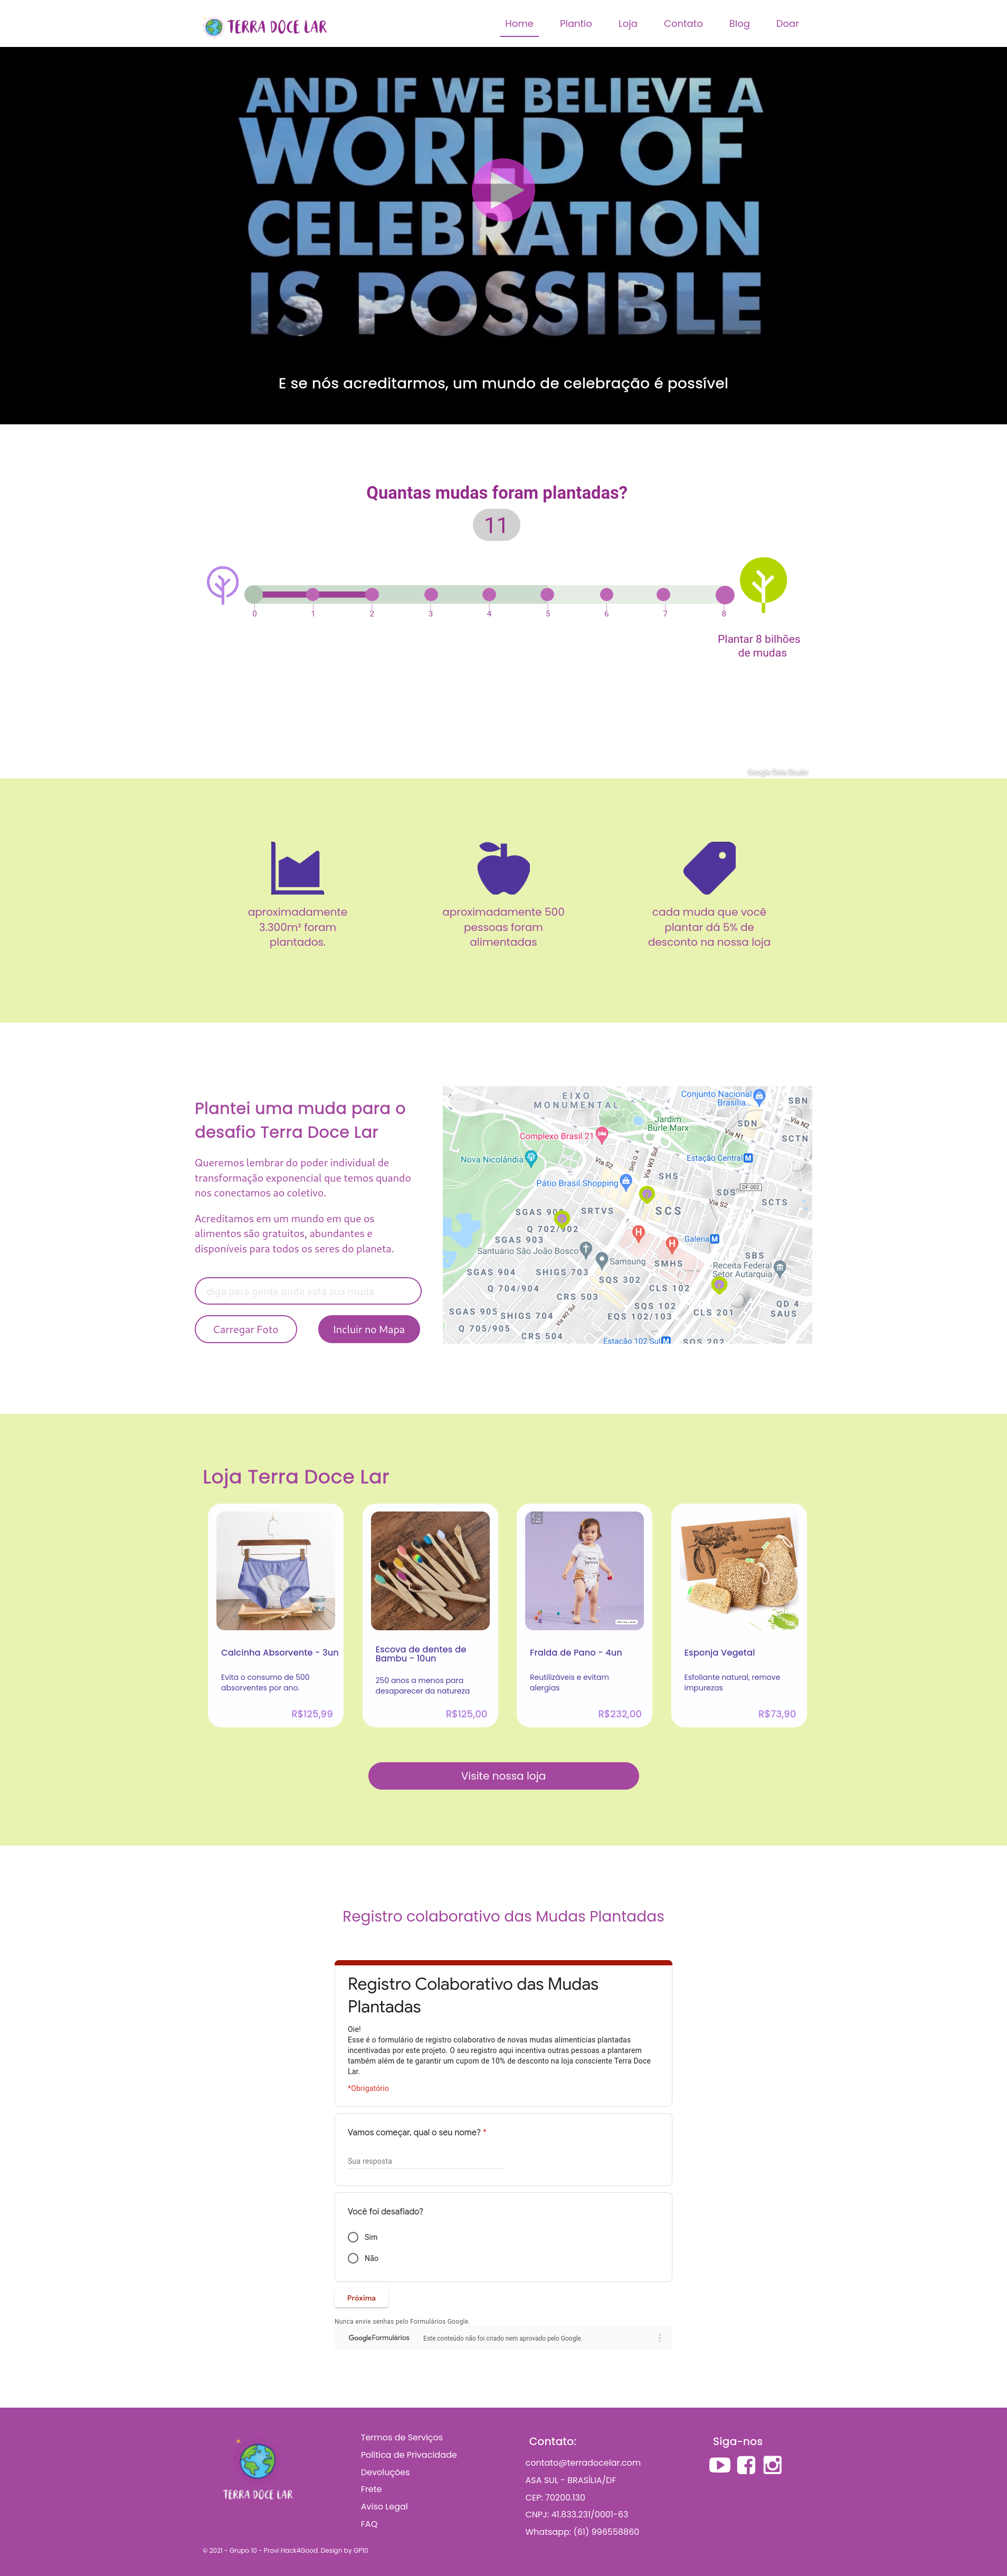 TERRA DOCE LAR
Home Plantio Loja Contato Blog Doar
AND IF WE BELIEVE A
WORLD OF
CELEBRATION
IS POSSIBLE
E se nós acreditarmos, um mundo de celebração é possível
Quantas mudas foram plantadas?
11
0 1 2 3 4 5 6 7 8
Plantar 8 bilhões
de mudas
Google Data Studio
aproximadamente
3.300m² foram
plantados.
aproximadamente 500
pessoas foram
alimentadas
cada muda que você
plantar dá 5% de
desconto na nossa loja
Plantei uma muda para o
desafio Terra Doce Lar
Queremos lembrar do poder individual de
transformação exponencial que temos quando
nos conectamos ao coletivo.
Acreditamos em um mundo em que os
alimentos são gratuitos, abundantes e
disponíveis para todos os seres do planeta.
diga para gente onde está sua muda
Carregar Foto
Incluir no Mapa
EIXO
MONUMENTAL
Conjunto Nacional
Brasília...
SBN
Jardim
Burle Marx
SDN
Via N2
Via N1
SCTN
Complexo Brasil 21
Nova Nicolândia
Via S2
Via W3 Sul
SHS
Estação Central
Pátio Brasil Shopping
SDS
DF-002
Via S2
SCTS
SRTVS
SCS
SAUS
Q 702/902
SGAS 903
Galeria
Santuário São João Bosco
Samsung
SMHS
SBS
Receita Federal
Setor Autarquia
SGAS 904
SHIGS 703
SQS 302
Q 704/904
CLS 102
CRS 503
SQS 102
QD 4
SAUS
SGAS 905
SHIGS 704
Via W2 Sul
EQS 102/103
CLS 201
Q 705/905
CRS 504
Estação 102 Sul
SQS 202
Loja Terra Doce Lar
Calcinha Absorvente - 3un
Evita o consumo de 500
absorventes por ano.
R$125,99
Escova de dentes de
Bambu - 10un
250 anos a menos para
desaparecer da natureza
R$125,00
Fralda de Pano - 4un
Reutilizáveis e evitam
alergias
R$232,00
Esponja Vegetal
Esfoliante natural, remove
impurezas
R$73,90
Visite nossa loja
Registro colaborativo das Mudas Plantadas
Registro Colaborativo das Mudas
Plantadas
Oie!
Esse é o formulário de registro colaborativo de novas mudas alimentícias plantadas
incentivadas por este projeto. O seu registro aqui incentiva outras pessoas a plantarem
também além de te garantir um cupom de 10% de desconto na loja consciente Terra Doce
Lar.
*Obrigatório
Vamos começar, qual o seu nome? *
Sua resposta
Você foi desafiado?
Sim
Não
Próxima
Nunca envie senhas pelo Formulários Google.
Google Formulários Este conteúdo não foi criado nem aprovado pelo Google.
TERRA DOCE LAR
Termos de Serviços
Política de Privacidade
Devoluções
Frete
Aviso Legal
FAQ
Contato:
contato@terradocelar.com
ASA SUL - BRASÍLIA/DF
CEP: 70200.130
CNPJ: 41.833.231/0001-63
Whatsapp: (61) 996558860
Siga-nos
© 2021 - Grupo 10 - Provi Hack4Good. Design by GP10